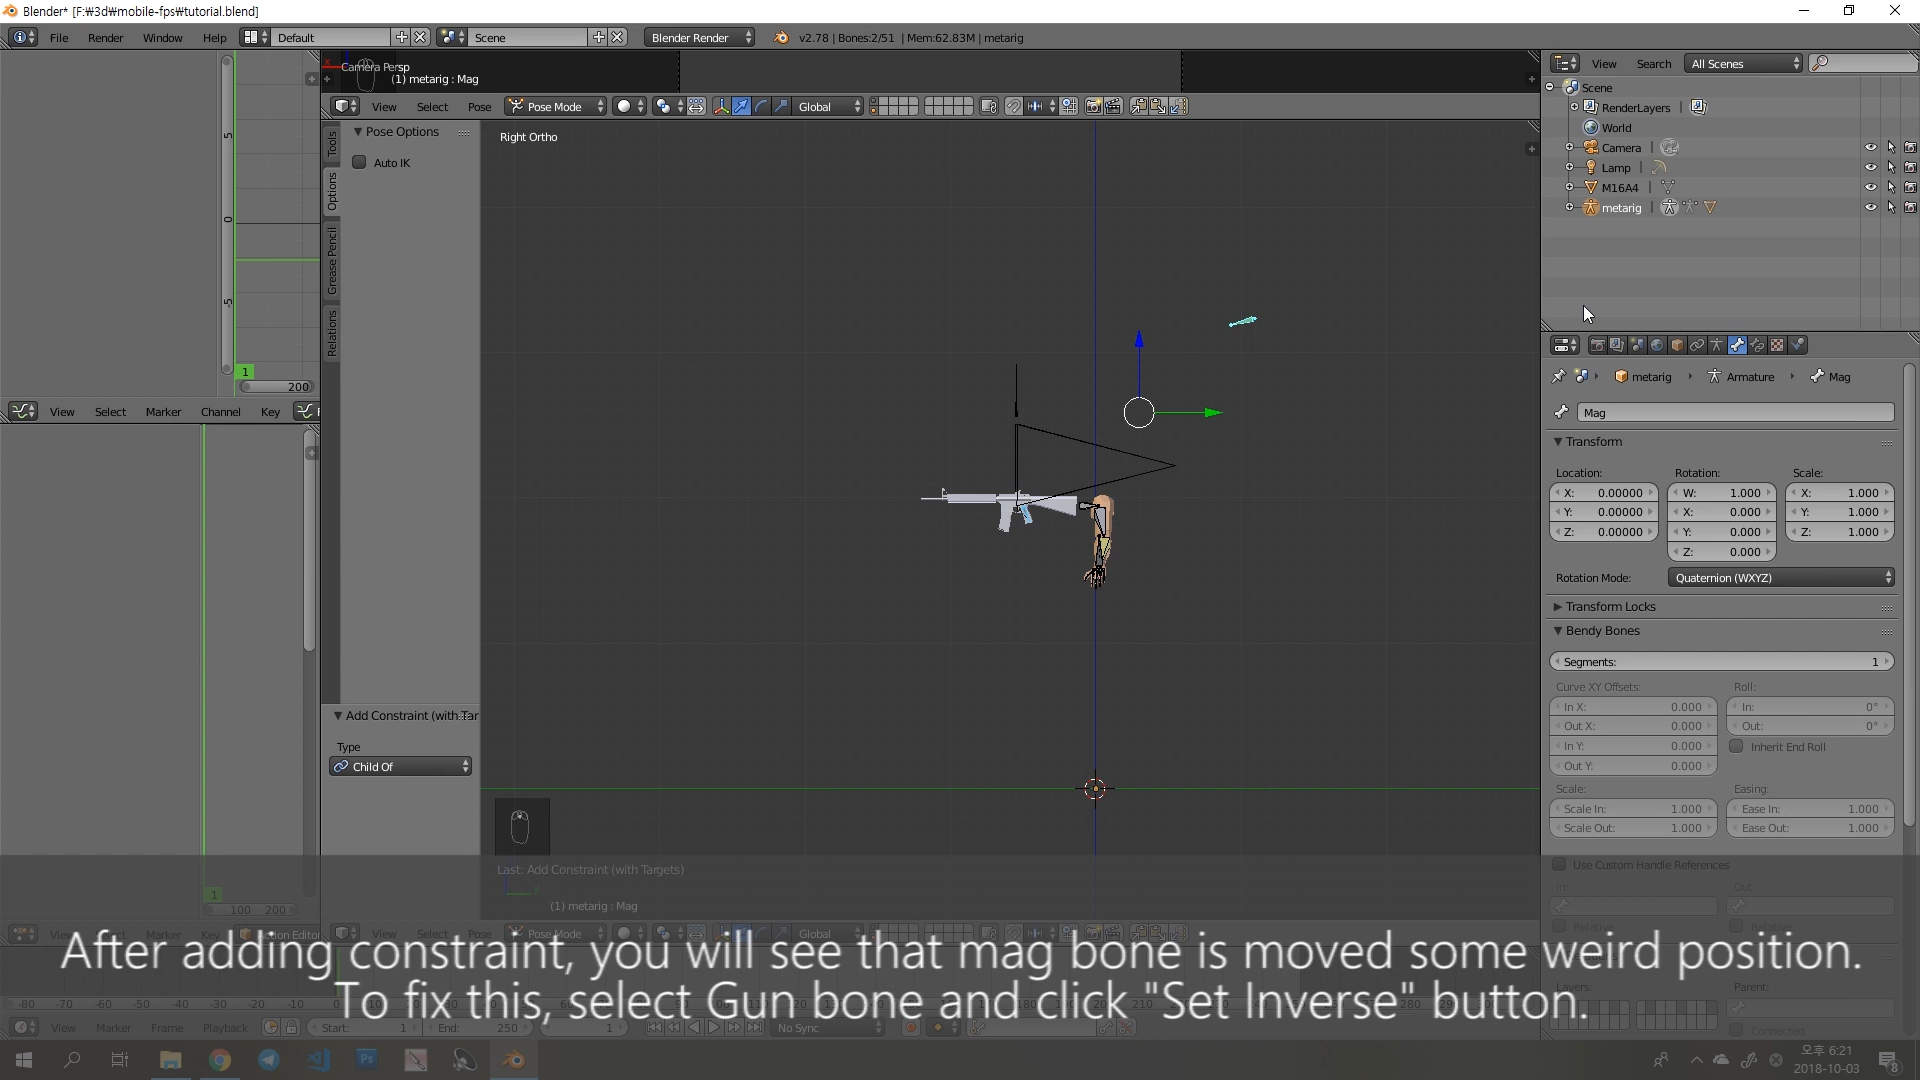 Blender* [F:₩3d₩mobile-fps₩tutorial.blend]
File Render Window Help Default Scene Blender Render v2.78 | Bones:2/51 | Mem:62.83M | metarig
Camera Persp
(1) metarig : Mag
View Select Pose Pose Mode Global
View Search All Scenes
Scene
RenderLayers
World
Camera
Lamp
M16A4
metarig
Pose Options
Auto IK
Tools
Options
Grease Pencil
Relations
Right Ortho
5
0
-5
1
200
View Select Marker Channel Key
metarig Armature Mag
Mag
Transform
Location: Rotation: Scale:
X: 0.00000 W: 1.000 X: 1.000
Y: 0.00000 X: 0.000 Y: 1.000
Z: 0.00000 Y: 0.000 Z: 1.000
Z: 0.000
Rotation Mode: Quaternion (WXYZ)
Transform Locks
Bendy Bones
Segments: 1
Curve XY Offsets: Roll:
In X: 0.000 In: 0°
Out X: 0.000 Out: 0°
In Y: 0.000 Inherit End Roll
Out Y: 0.000
Scale: Easing:
Scale In: 1.000 Ease In: 1.000
Scale Out: 1.000 Ease Out: 1.000
Use Custom Handle References
In: Out:
Relative Relative
Add Constraint (with Tar
Type
Child Of
Last: Add Constraint (with Targets)
(1) metarig : Mag
1
100 200
View Select Marker Key Action Editor
View Select Pose Pose Mode Global
After adding constraint, you will see that mag bone is moved some weird position.
To fix this, select Gun bone and click "Set Inverse" button.
Layers: Parent:
Connected
-80 -70 -60 -50 -40 -30 -20 -10
View Marker Frame Playback Start: 1 End: 250 1 No Sync
오후 6:21
2018-10-03
8